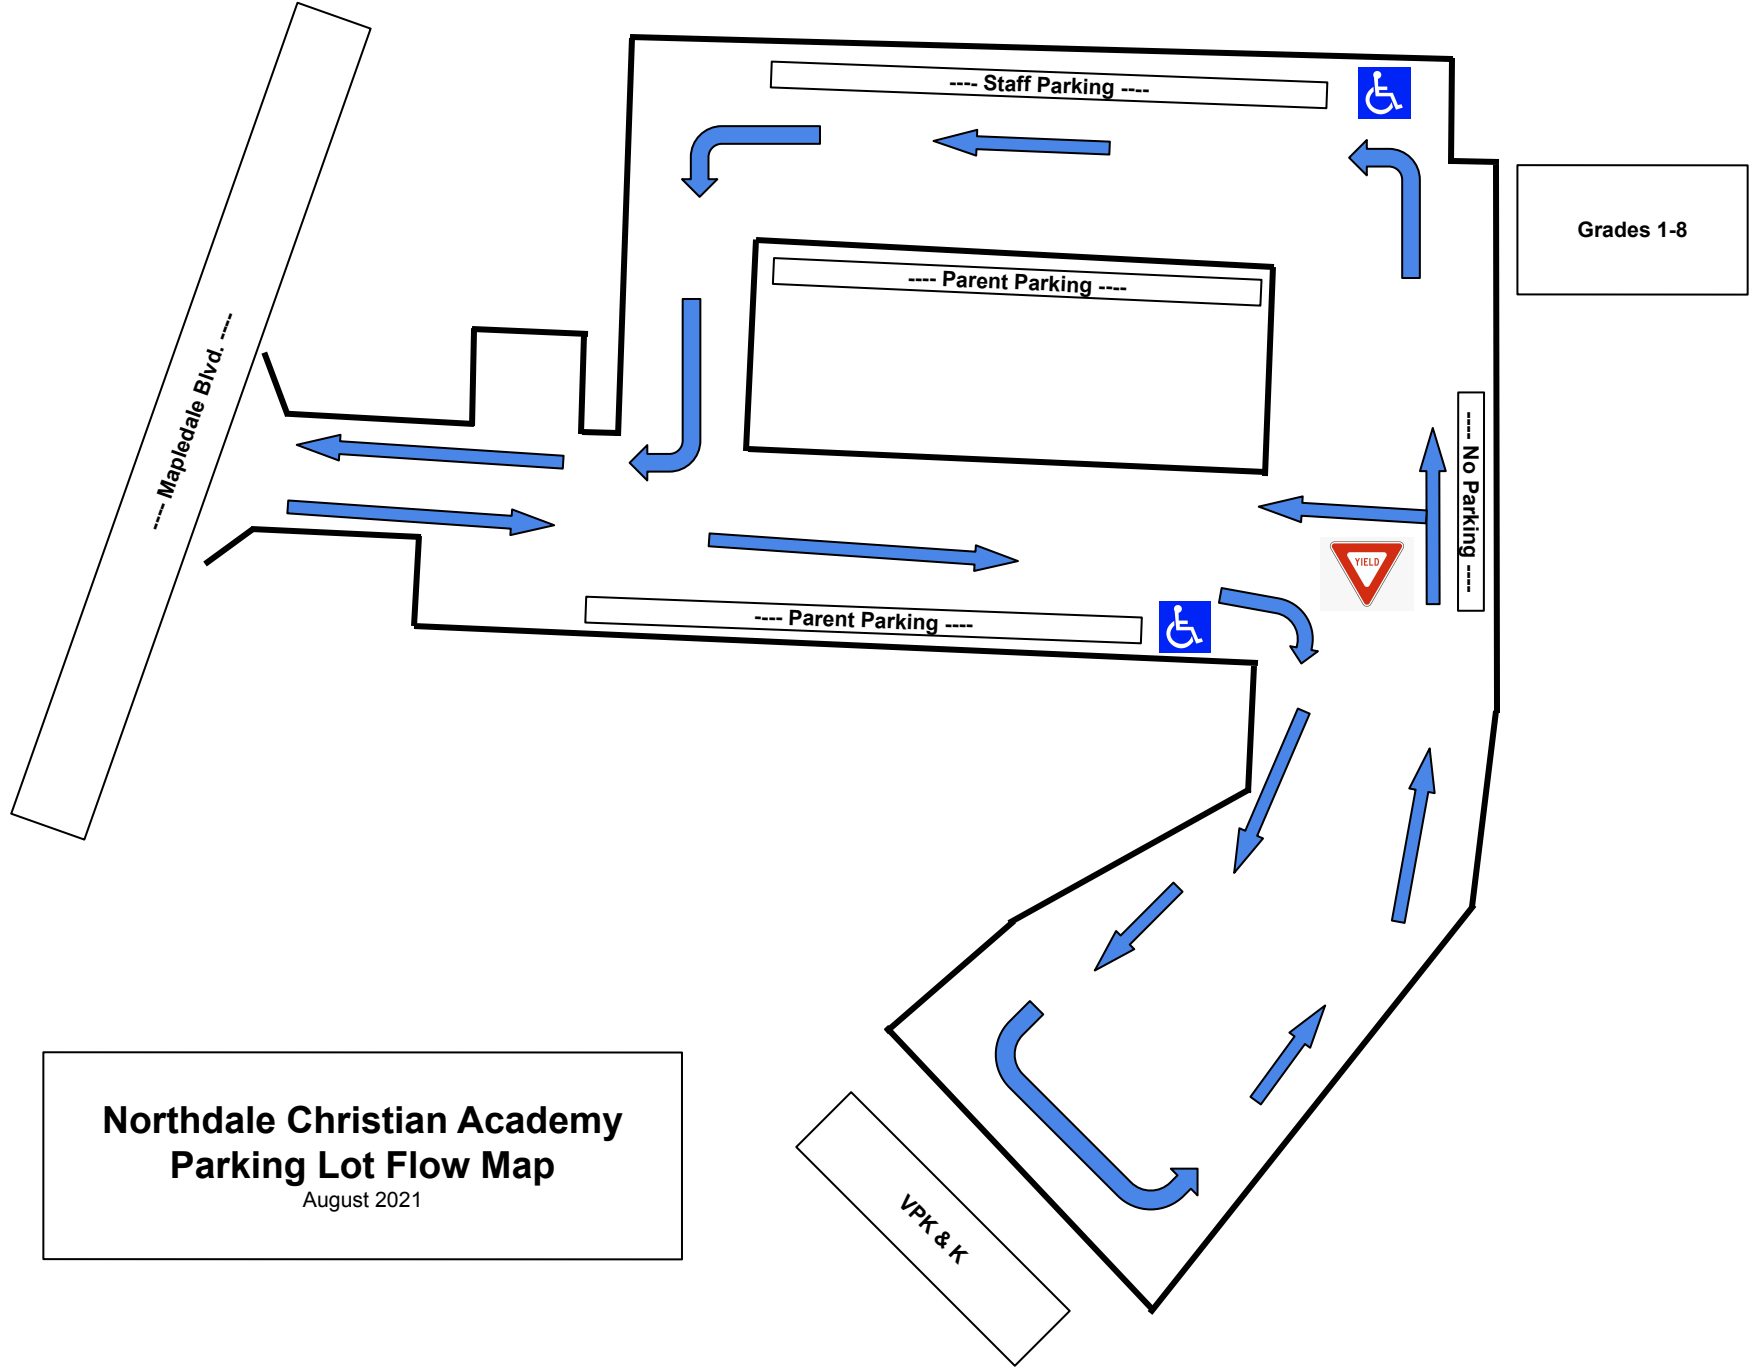 ---- Staff Parking ----
Grades 1-8
---- Parent Parking ----
---- Mapledale Blvd. ----
---- No Parking ----
YIELD
---- Parent Parking ----
Northdale Christian Academy
Parking Lot Flow Map
August 2021
VPK & K